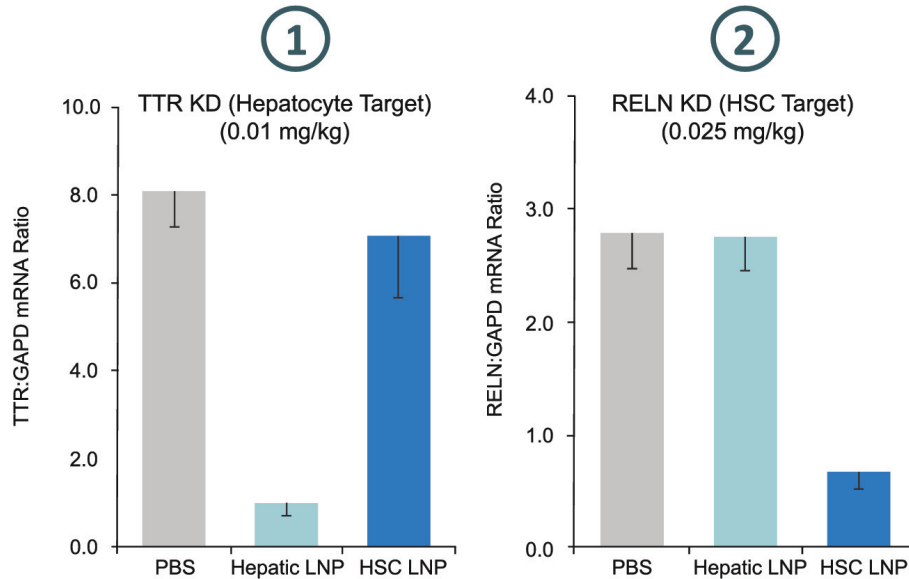 1
TTR KD (Hepatocyte Target)
(0.01 mg/kg)
TTR:GAPD mRNA Ratio
10.0
8.0
6.0
4.0
2.0
0.0
PBS
Hepatic LNP
HSC LNP
2
RELN KD (HSC Target)
(0.025 mg/kg)
RELN:GAPD mRNA Ratio
4.0
3.0
2.0
1.0
0.0
PBS
Hepatic LNP
HSC LNP